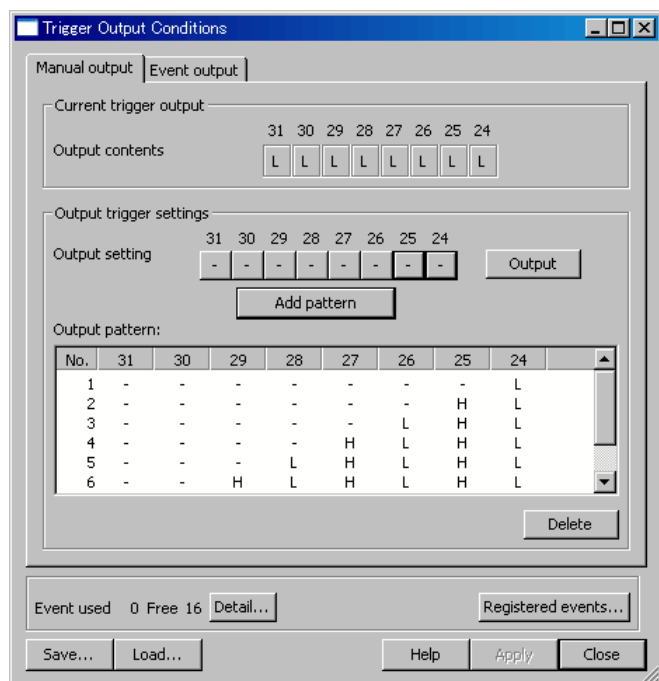 Trigger Output Conditions
Manual output Event output
Current trigger output
31 30 29 28 27 26 25 24
Output contents L L L L L L L L
Output trigger settings
31 30 29 28 27 26 25 24
Output setting - - - - - - - - Output
Add pattern
Output pattern:
No. 31 30 29 28 27 26 25 24
1 - - - - - - - L
2 - - - - - - H L
3 - - - - - L H L
4 - - - - H L H L
5 - - - L H L H L
6 - - H L H L H L
Delete
Event used 0 Free 16 Detail... Registered events...
Save... Load... Help Apply Close